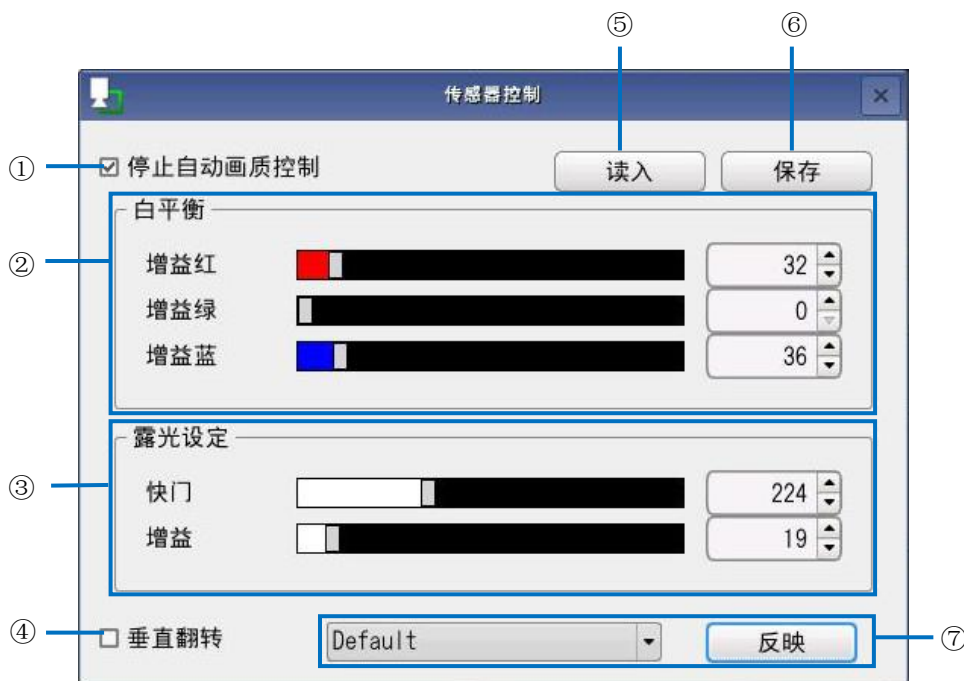 ⑤ ⑥
传感器控制
① 停止自动画质控制 读入 保存
② 白平衡
增益红 32
增益绿 0
增益蓝 36
露光设定
③ 快门 224
增益 19
④ 垂直翻转 Default 反映 ⑦